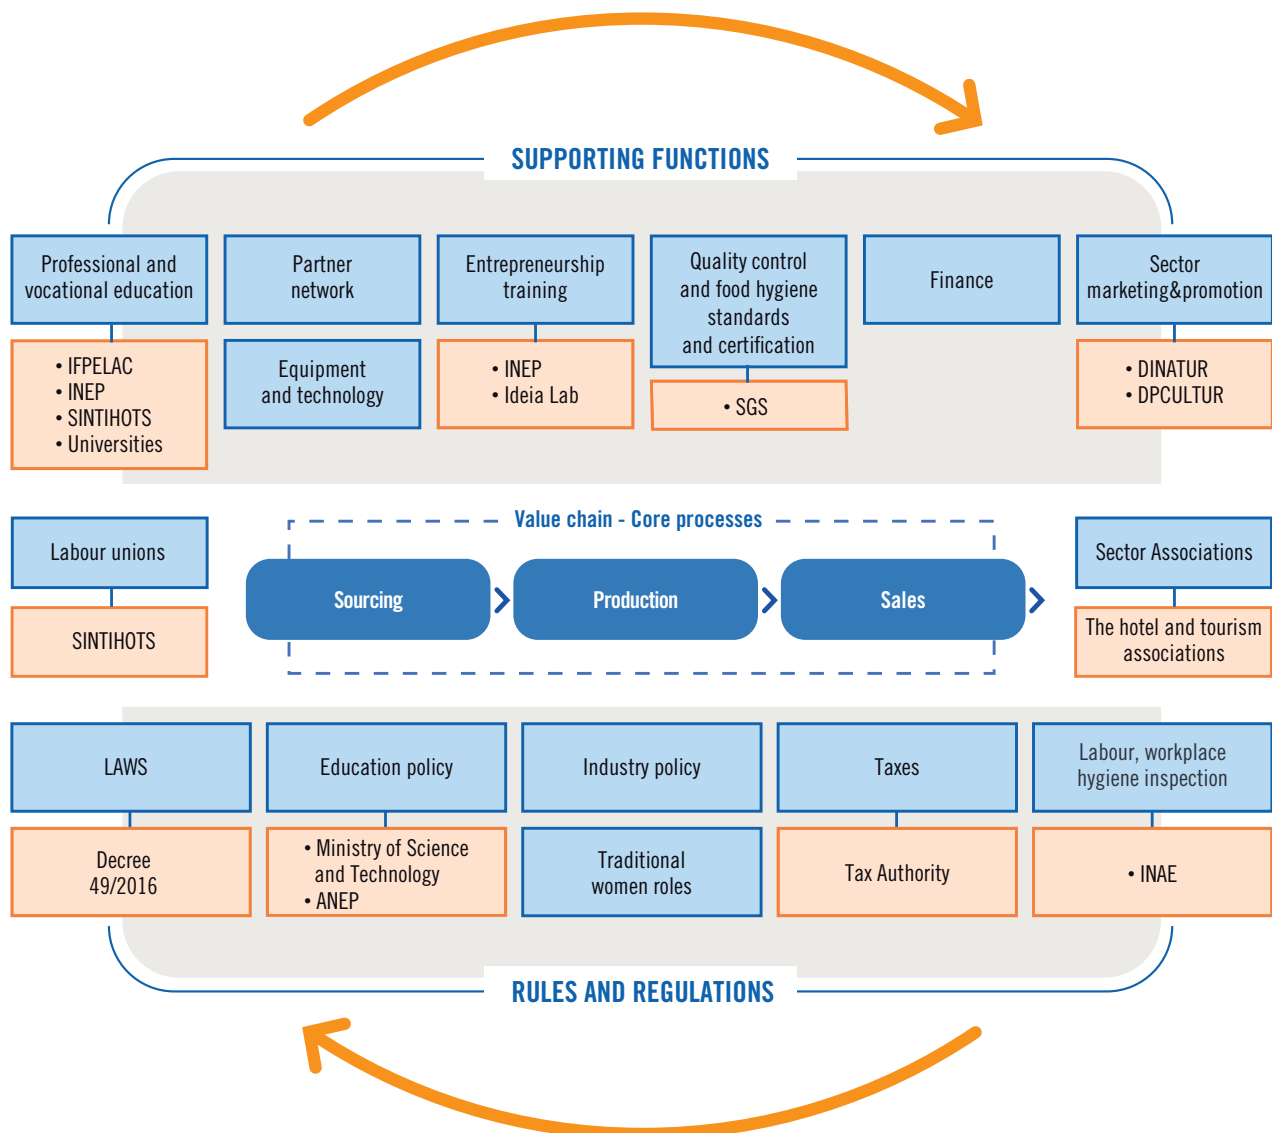 SUPPORTING FUNCTIONS
Professional and
vocational education
• IFPELAC
• INEP
• SINTIHOTS
• Universities
Partner
network
Equipment
and technology
Entrepreneurship
training
• INEP
• Ideia Lab
Quality control
and food hygiene
standards
and certification
• SGS
Finance
Sector
marketing&promotion
• DINATUR
• DPCULTUR
Labour unions
SINTIHOTS
Value chain - Core processes
Sourcing
Production
Sales
Sector Associations
The hotel and tourism
associations
LAWS
Decree
49/2016
Education policy
• Ministry of Science
and Technology
• ANEP
Industry policy
Traditional
women roles
Taxes
Tax Authority
Labour, workplace
hygiene inspection
• INAE
RULES AND REGULATIONS